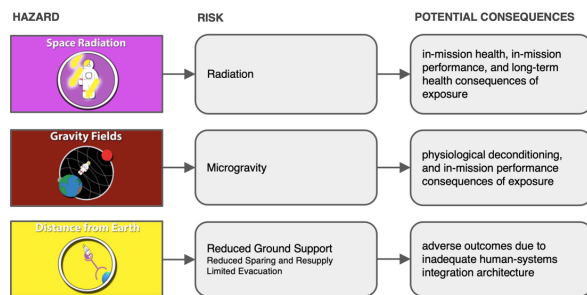 HAZARD
RISK
POTENTIAL CONSEQUENCES
Space Radiation
Radiation
in-mission health, in-mission
performance, and long-term
health consequences of
exposure
Gravity Fields
Microgravity
physiological deconditioning,
and in-mission performance
consequences of exposure
Distance from Earth
Reduced Ground Support
Reduced Sparing and Resupply
Limited Evacuation
adverse outcomes due to
inadequate human-systems
integration architecture